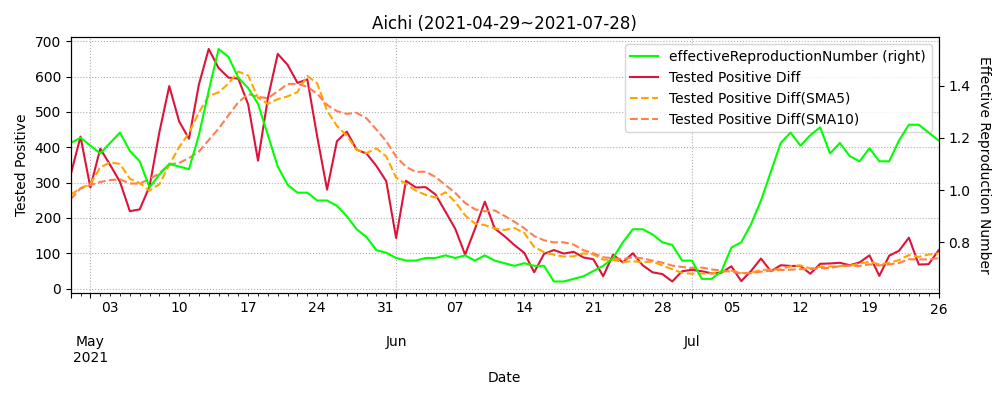 Aichi (2021-04-29~2021-07-28)
effectiveReproductionNumber (right)
Tested Positive Diff
Tested Positive Diff(SMA5)
Tested Positive Diff(SMA10)
Tested Positive
700
600
500
400
300
200
100
0
Effective Reproduction Number
1.4
1.2
1.0
0.8
03 10 17 24 31 07 14 21 28 05 12 19 26
May Jun Jul
2021
Date